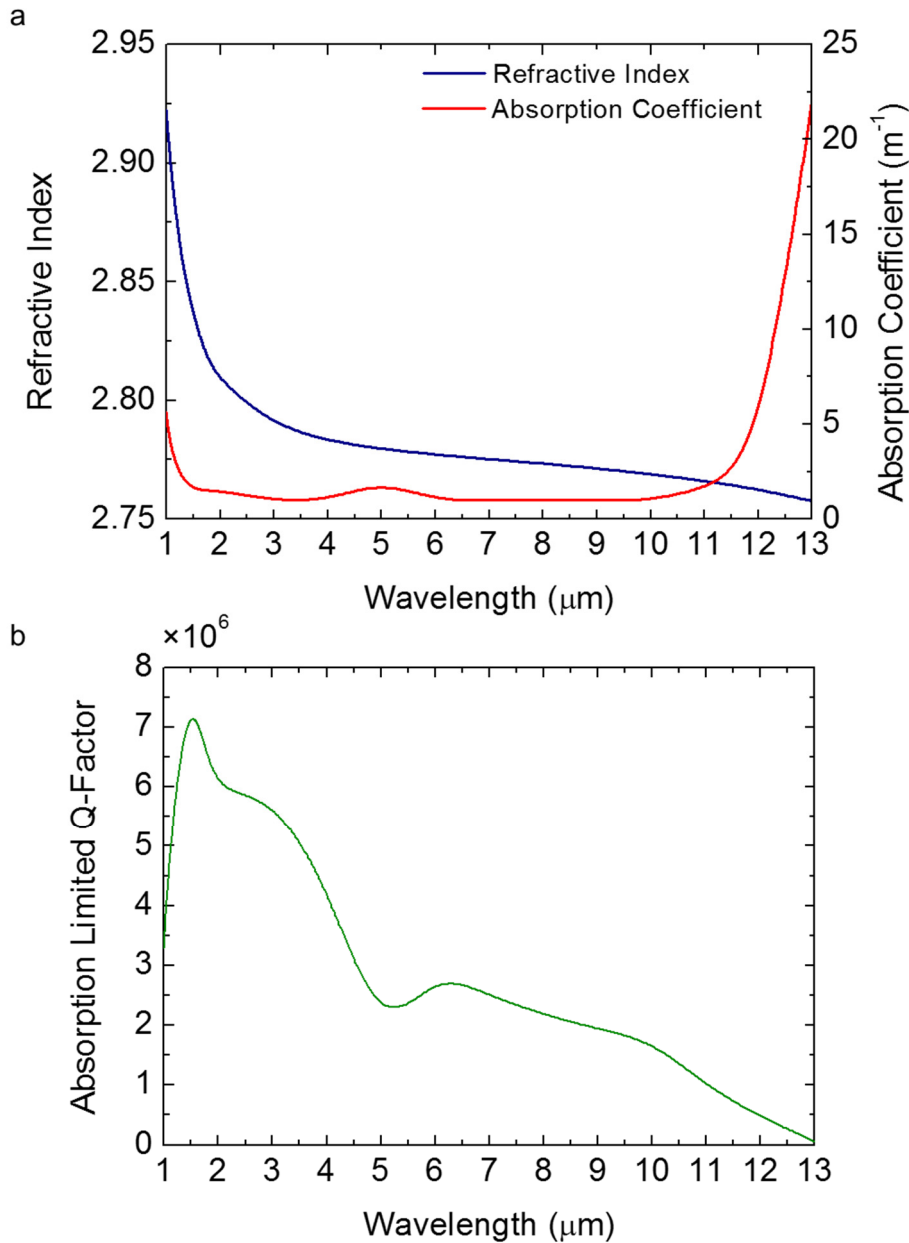 a
2.95
2.90
2.85
2.80
2.75
Refractive Index
Refractive Index
Absorption Coefficient
25
20
15
10
5
0
Absorption Coefficient (m⁻¹)
1 2 3 4 5 6 7 8 9 10 11 12 13
Wavelength (μm)
b
×10⁶
8
7
6
5
4
3
2
1
0
Absorption Limited Q-Factor
1 2 3 4 5 6 7 8 9 10 11 12 13
Wavelength (μm)